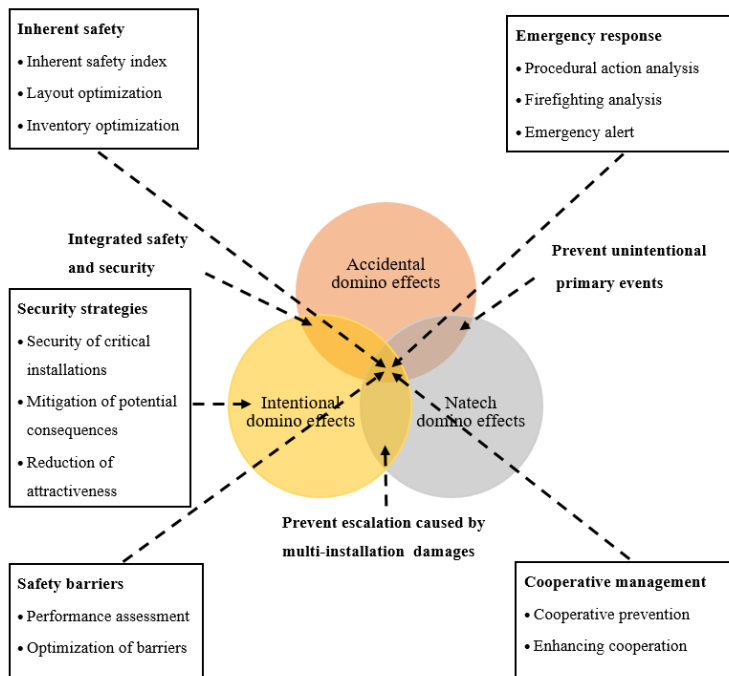 Inherent safety
• Inherent safety index
• Layout optimization
• Inventory optimization
Emergency response
• Procedural action analysis
• Firefighting analysis
• Emergency alert
Integrated safety
and security
Accidental
domino effects
Prevent unintentional
primary events
Security strategies
• Security of critical
installations
• Mitigation of potential
consequences
• Reduction of
attractiveness
Intentional
domino effects
Natech
domino effects
Prevent escalation caused by
multi-installation damages
Safety barriers
• Performance assessment
• Optimization of barriers
Cooperative management
• Cooperative prevention
• Enhancing cooperation